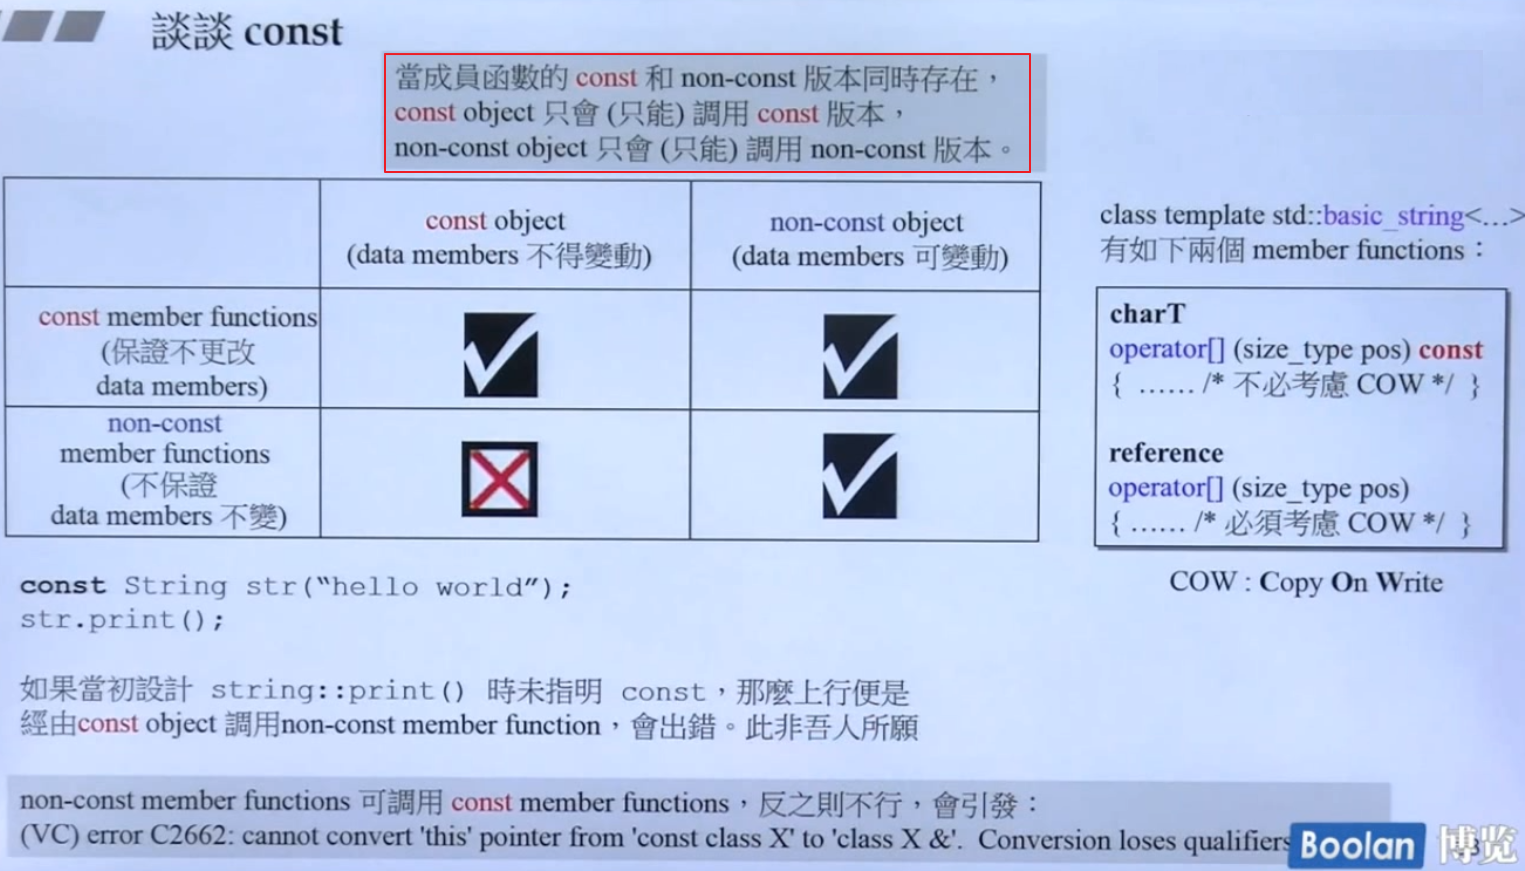 談談 const
當成員函數的 const 和 non-const 版本同時存在，
const object 只會 (只能) 調用 const 版本，
non-const object 只會 (只能) 調用 non-const 版本。
const object
(data members 不得變動)
non-const object
(data members 可變動)
const member functions
(保證不更改
data members)
non-const
member functions
(不保證
data members 不變)
class template std::basic_string<…>
有如下兩個 member functions：
charT
operator[] (size_type pos) const
{ …… /* 不必考慮 COW */ }
reference
operator[] (size_type pos)
{ …… /* 必須考慮 COW */ }
COW : Copy On Write
const String str(“hello world”);
str.print();
如果當初設計 string::print() 時未指明 const，那麼上行便是
經由const object 調用non-const member function，會出錯。此非吾人所願
non-const member functions 可調用 const member functions，反之則不行，會引發：
(VC) error C2662: cannot convert 'this' pointer from 'const class X' to 'class X &'. Conversion loses qualifiers
Boolan 博览